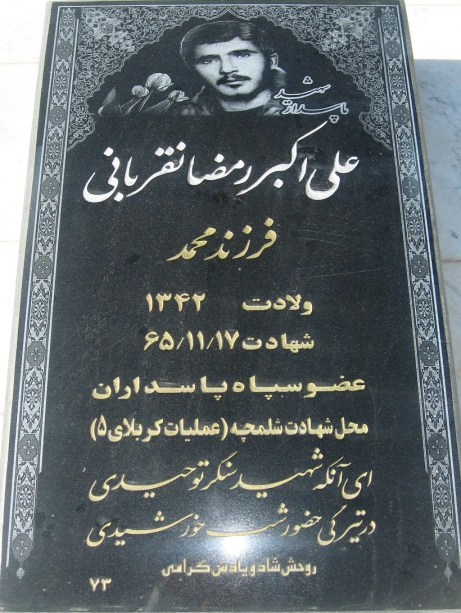 شهید
پاسدار
علی اکبر رمضانقربانی
فرزند محمد
ولادت ۱۳۴۲
شهادت ۶۵/۱۱/۱۷
عضو سپاه پاسداران
محل شهادت شلمچه (عملیات کربلای ۵)
ای آنکه شهید سنگر توحیدی
در تیرگی حضور شب خورشیدی
روحش شاد و یادش گرامی
۷۳